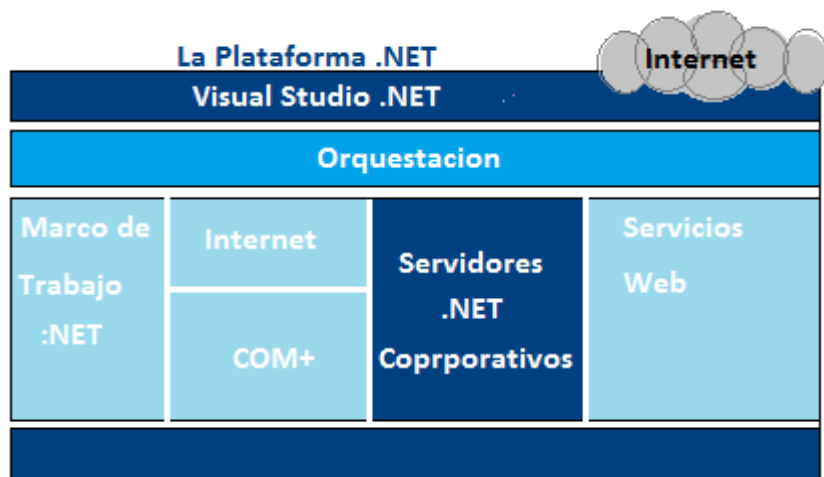 La Plataforma .NET
Internet
Visual Studio .NET
Orquestacion
Marco de
Trabajo
:NET
Internet
COM+
Servidores
.NET
Coprporativos
Servicios
Web